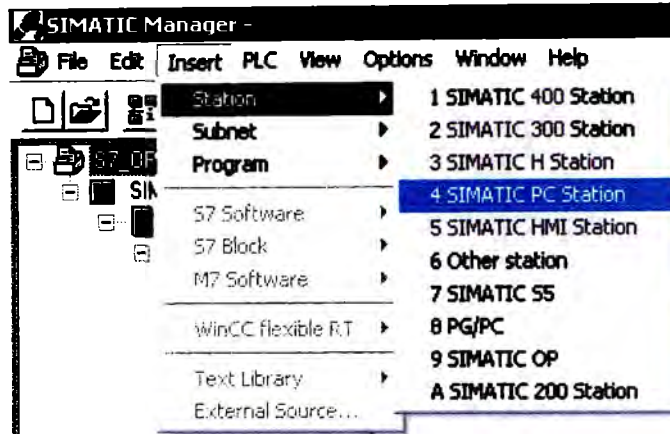 SIMATIC Manager -
File Edit Insert PLC View Options Window Help
Station
Subnet
Program
S7 Software
S7 Block
M7 Software
WinCC flexible RT
Text Library
External Source...
1 SIMATIC 400 Station
2 SIMATIC 300 Station
3 SIMATIC H Station
4 SIMATIC PC Station
5 SIMATIC HMI Station
6 Other station
7 SIMATIC S5
8 PG/PC
9 SIMATIC OP
A SIMATIC 200 Station